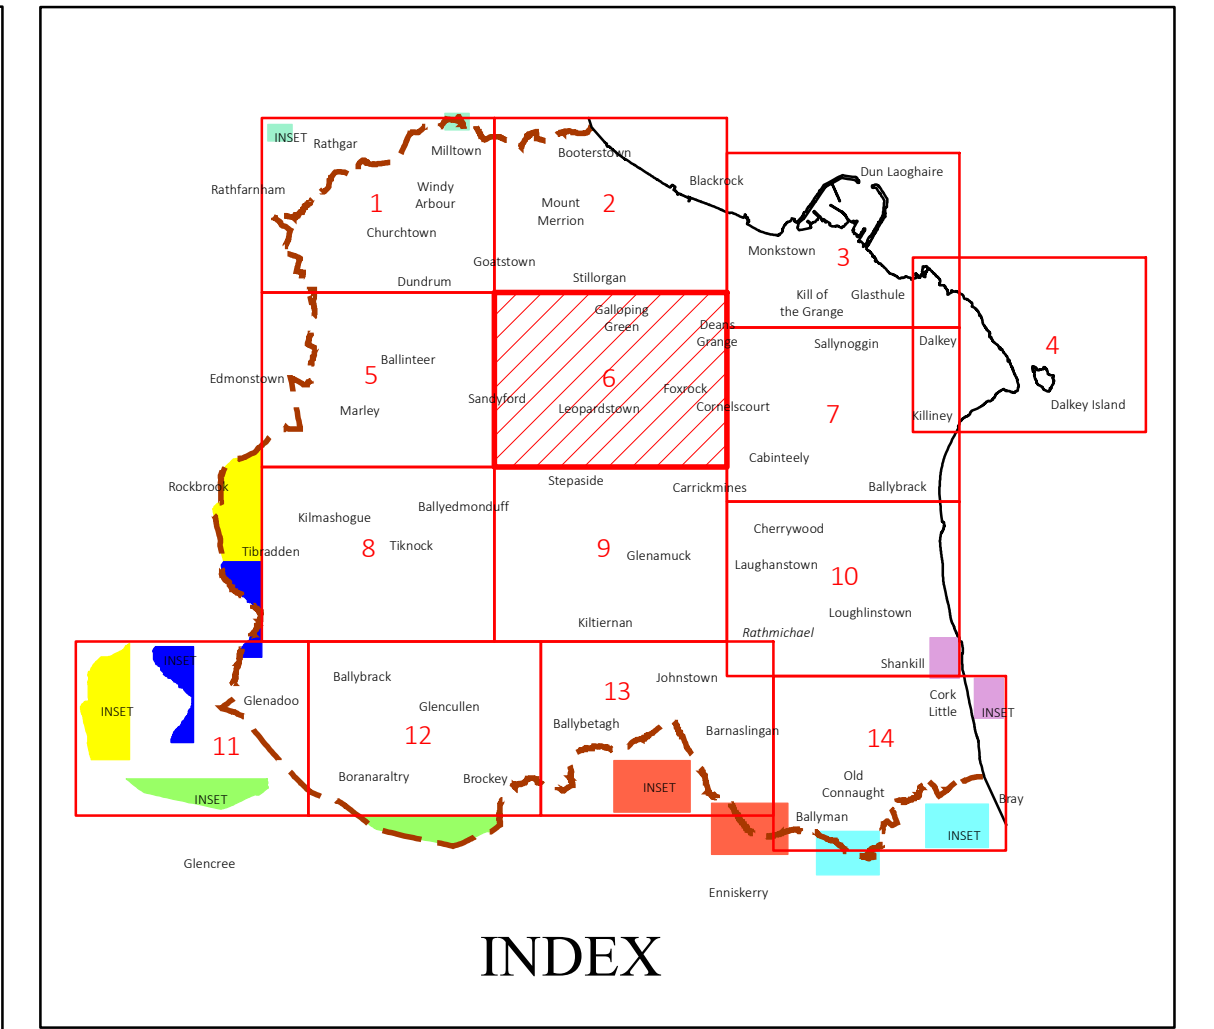 INSET
Rathgar
Milltown
Booterstown
Rathfarnham
Windy
Arbour
1
Churchtown
Mount
Merrion
2
Blackrock
Dun Laoghaire
Goatstown
Dundrum
Stillorgan
Monkstown
3
Kill of
the Grange
Glasthule
Galloping
Green
Deans
Grange
Sallynoggin
Dalkey
4
Dalkey Island
Edmonstown
5
Ballinteer
Marley
Sandyford
6
Foxrock
Leopardstown
Cornelscourt
7
Killiney
Cabinteely
Ballybrack
Rockbrook
Stepaside
Carrickmines
Kilmashogue
Ballyedmonduff
Tibradden
8
Tiknock
9
Glenamuck
Cherrywood
Laughanstown
10
Loughlinstown
Kiltiernan
Rathmichael
Shankill
INSET
INSET
Glenadoo
11
INSET
Ballybrack
Glencullen
12
Boranaraltry
Brockey
13
Johnstown
Ballybetagh
Barnaslingan
INSET
Cork
Little
INSET
14
Old
Connaught
Ballyman
Bray
INSET
Glencree
Enniskerry
INDEX